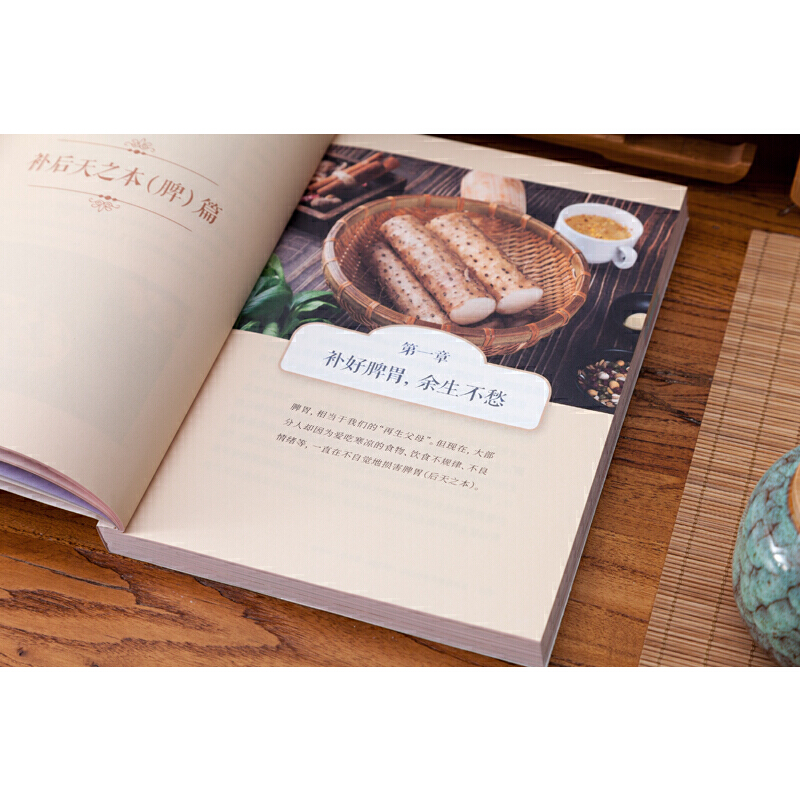 补后天之本(脾)篇
第一章
补好脾胃,余生不愁
脾胃,相当于我们的“再生父母”。但现在,大部
分人却因为爱吃寒凉的食物,饮食不规律、不良
情绪等,一直在不自觉地损害脾胃(后天之本)。